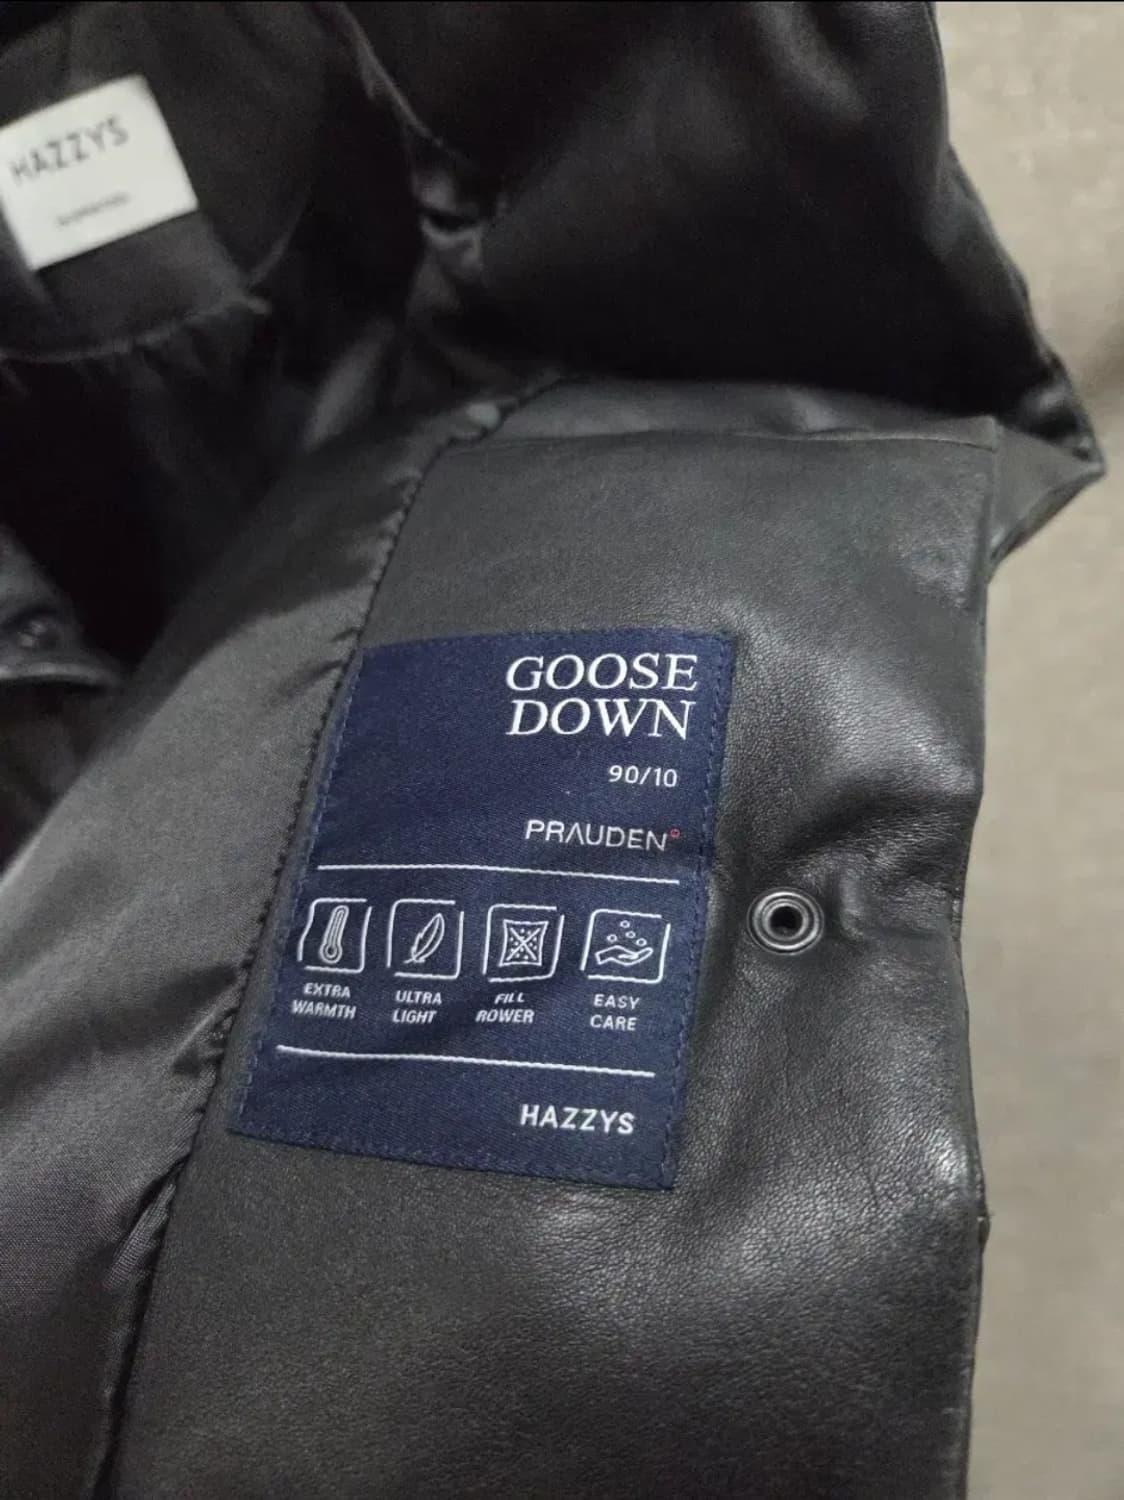 HAZZYS
GOOSE
DOWN
90/10
PRAUDEN
EXTRA
WARMTH
ULTRA
LIGHT
FILL
POWER
EASY
CARE
HAZZYS